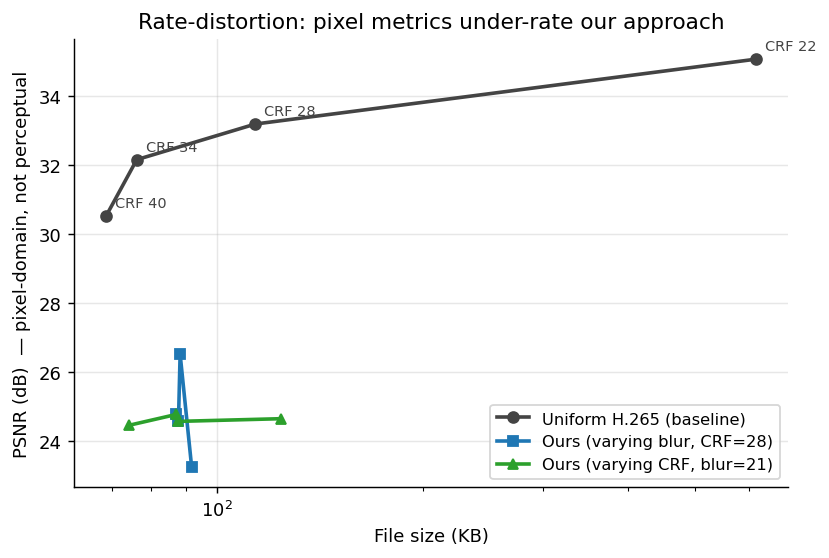 Rate-distortion: pixel metrics under-rate our approach
CRF 22
CRF 28
CRF 34
CRF 40
34
32
30
28
26
24
PSNR (dB) — pixel-domain, not perceptual
Uniform H.265 (baseline)
Ours (varying blur, CRF=28)
Ours (varying CRF, blur=21)
10²
File size (KB)